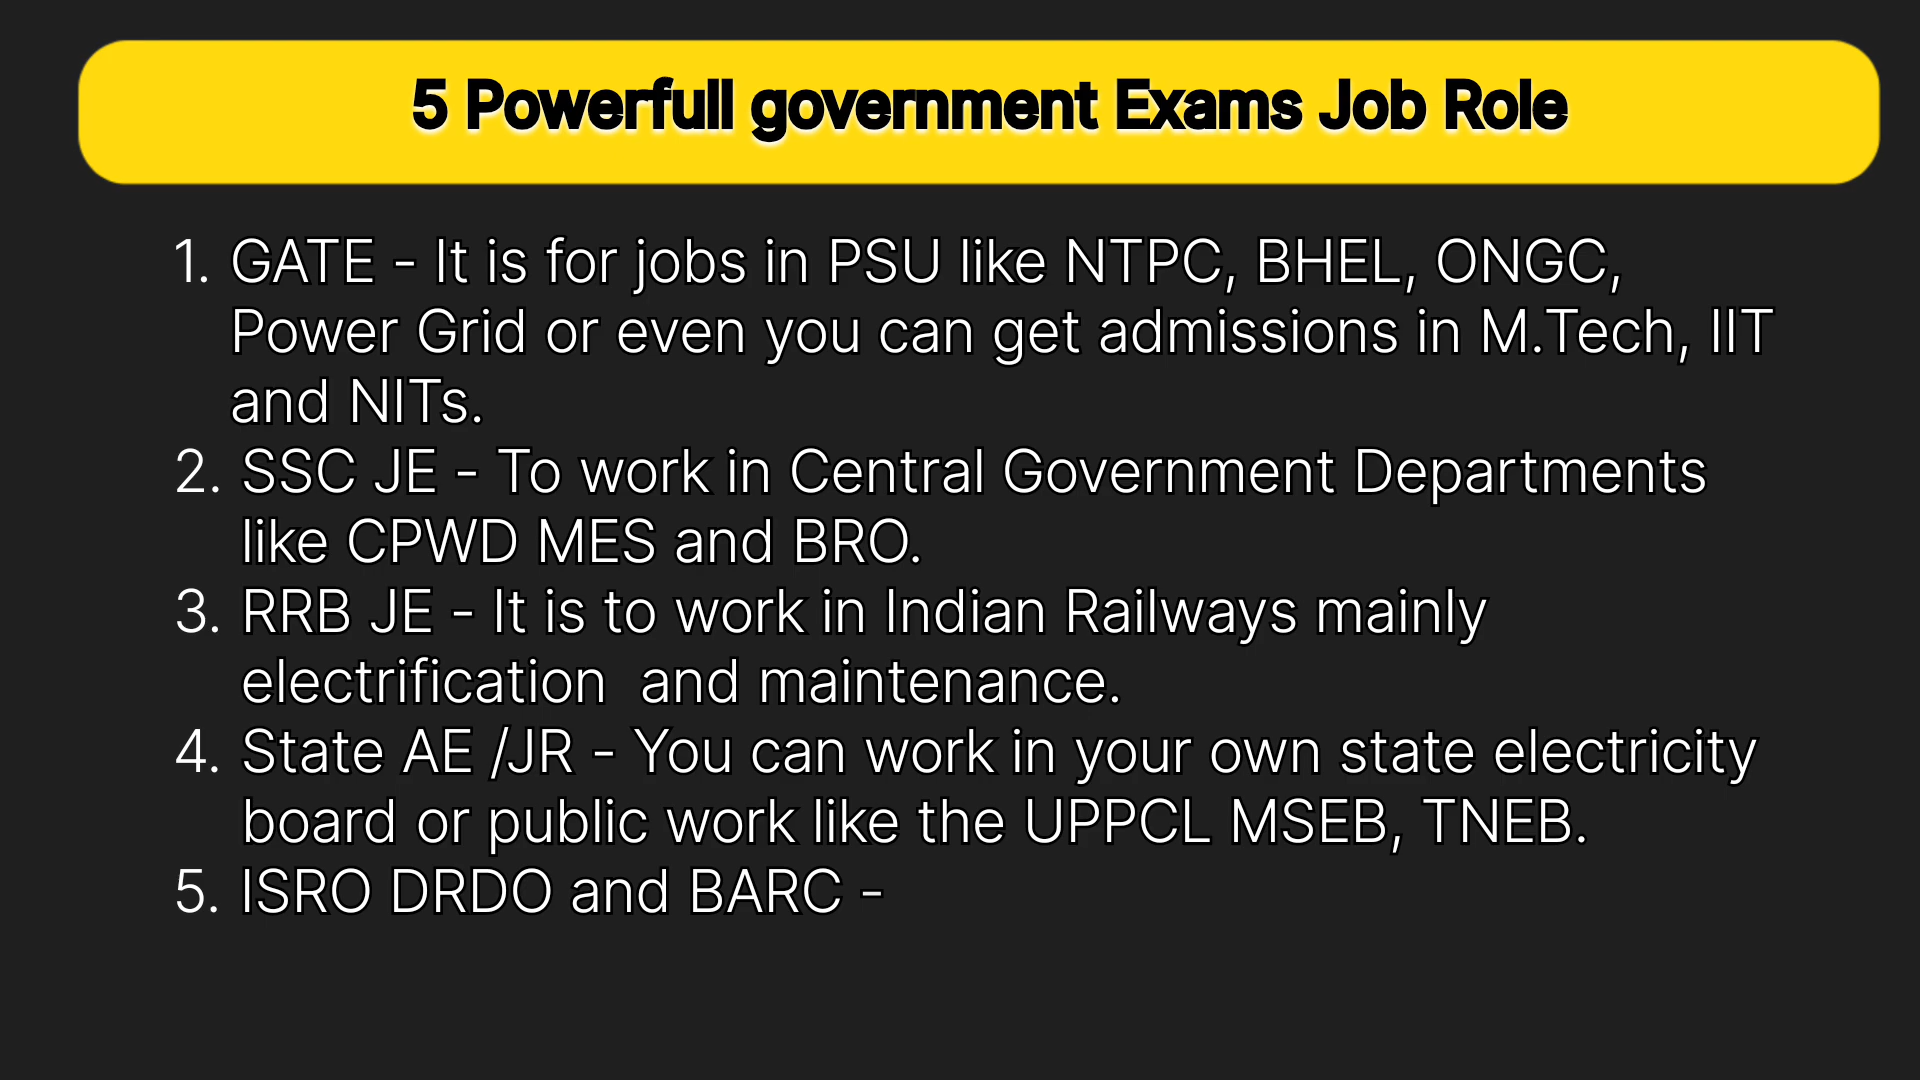 5 Powerfull government Exams Job Role
1. GATE - It is for jobs in PSU like NTPC, BHEL, ONGC,
Power Grid or even you can get admissions in M.Tech, IIT
and NITs.
2. SSC JE - To work in Central Government Departments
like CPWD MES and BRO.
3. RRB JE - It is to work in Indian Railways mainly
electrification  and maintenance.
4. State AE /JR - You can work in your own state electricity
board or public work like the UPPCL MSEB, TNEB.
5. ISRO DRDO and BARC -